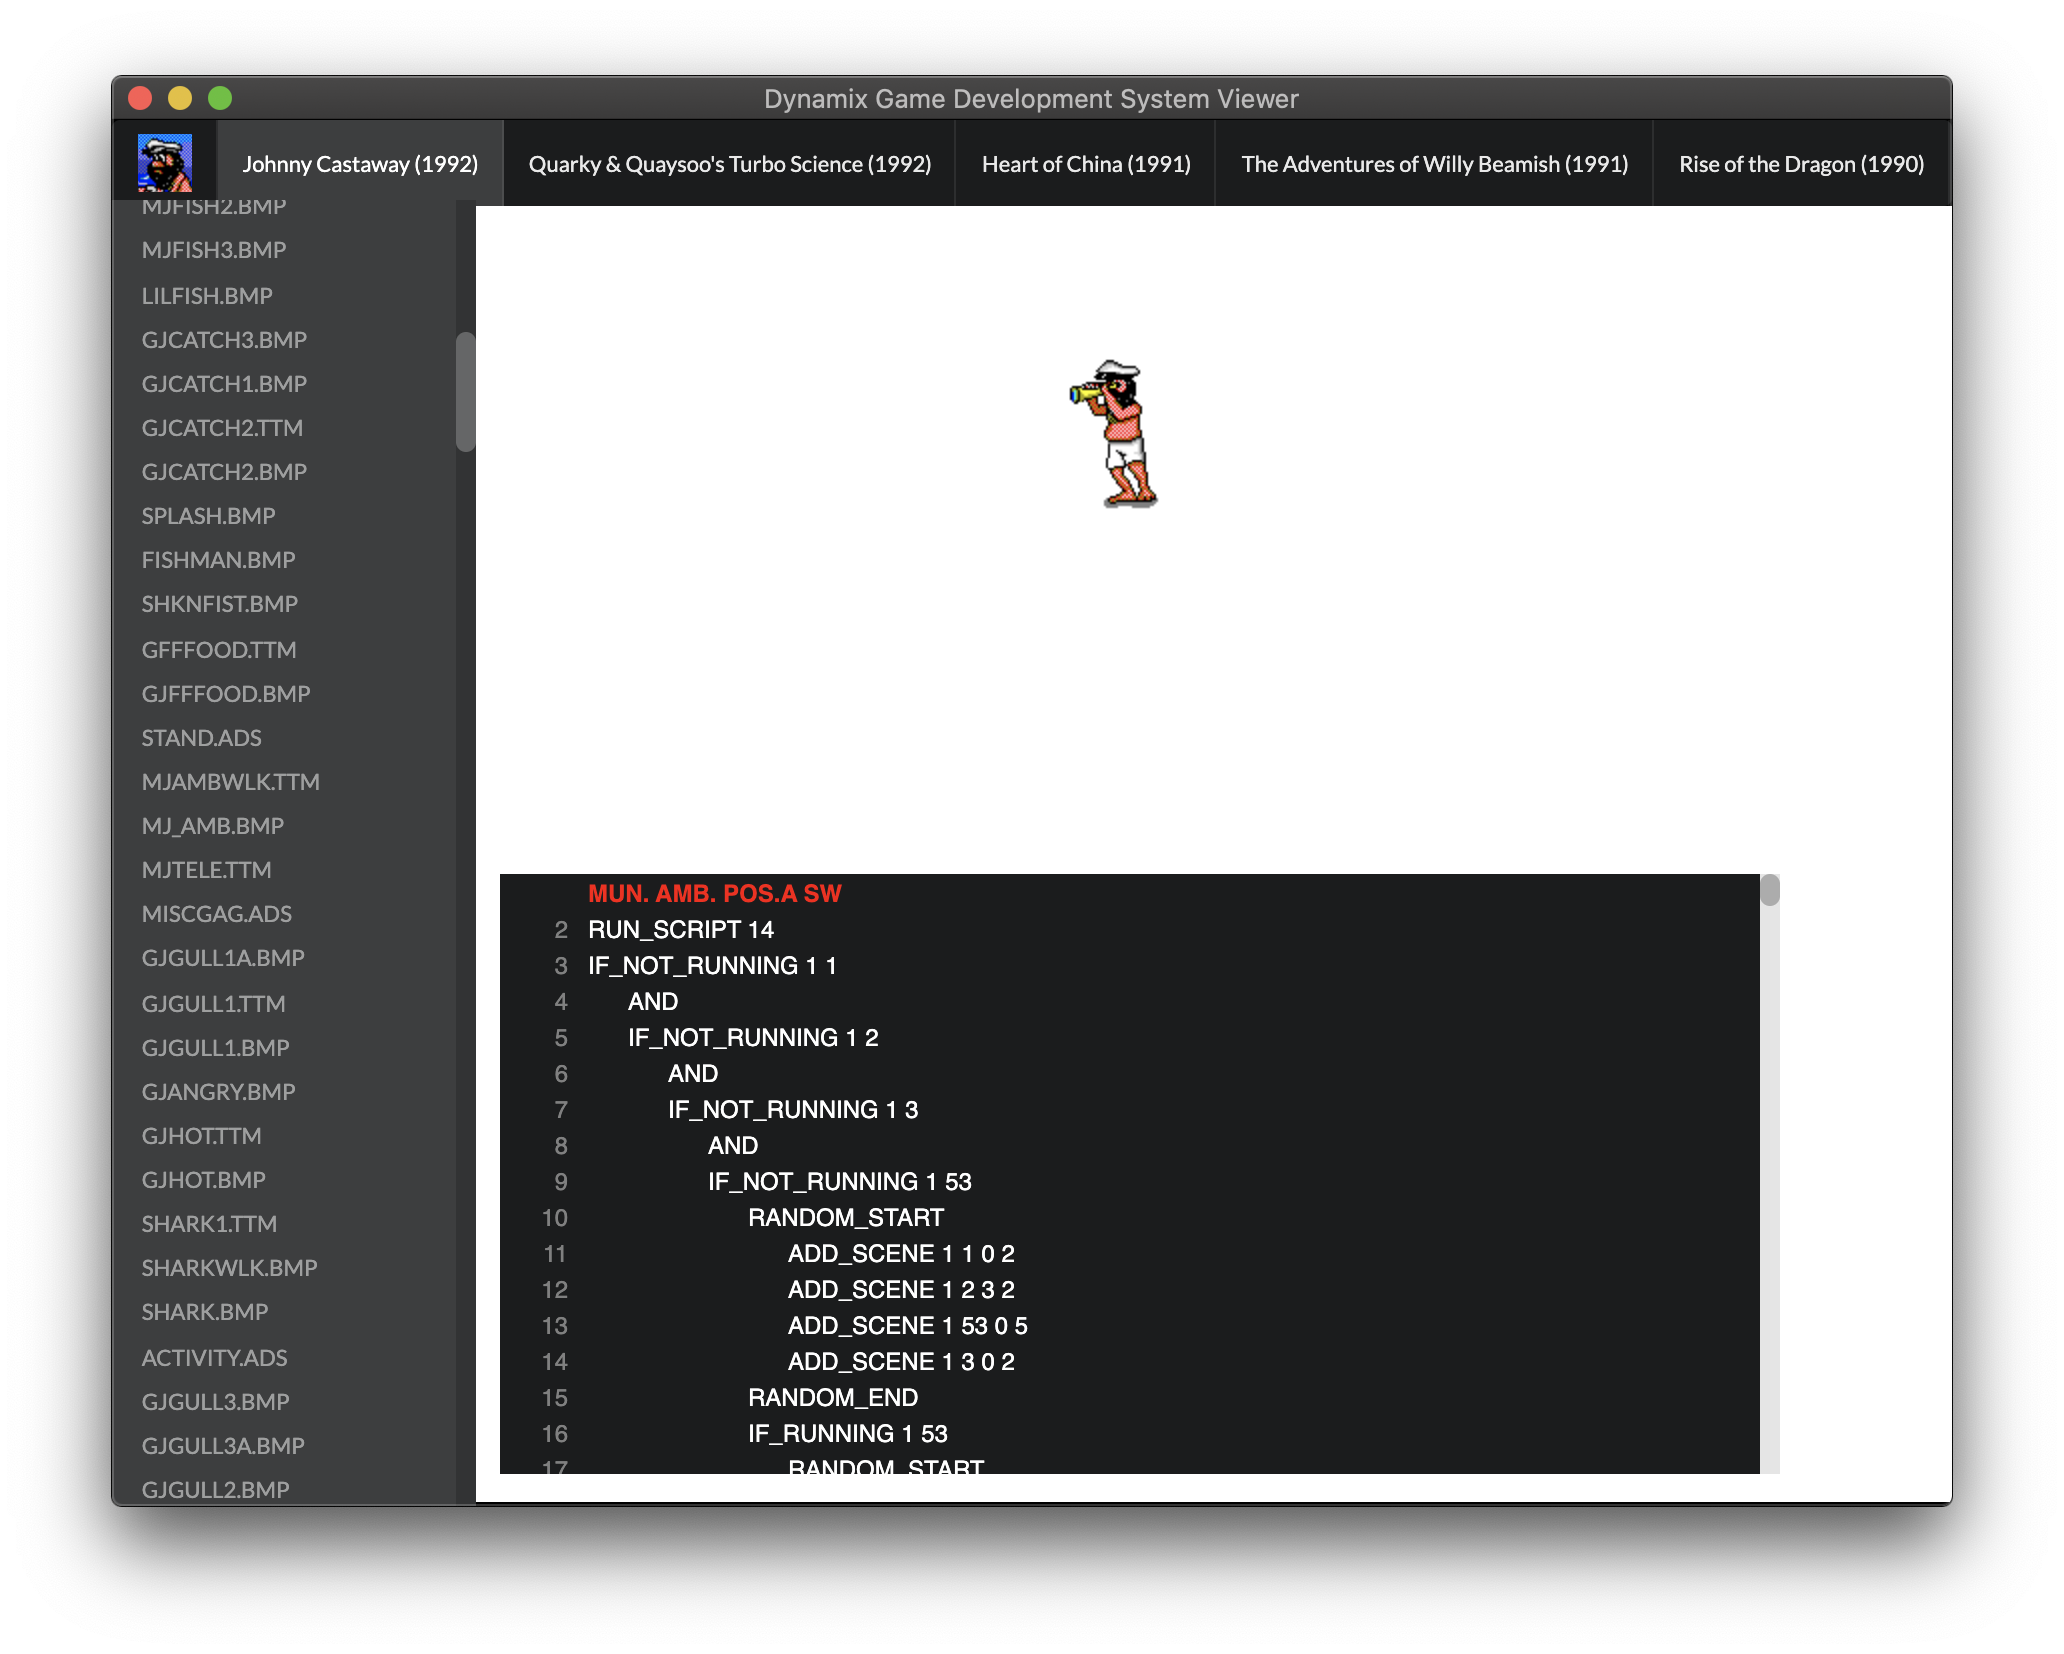 Dynamix Game Development System Viewer
Johnny Castaway (1992)
Quarky & Quaysoo's Turbo Science (1992)
Heart of China (1991)
The Adventures of Willy Beamish (1991)
Rise of the Dragon (1990)
MJFISH2.BMP
MJFISH3.BMP
LILFISH.BMP
GJCATCH3.BMP
GJCATCH1.BMP
GJCATCH2.TTM
GJCATCH2.BMP
SPLASH.BMP
FISHMAN.BMP
SHKNFIST.BMP
GFFFOOD.TTM
GJFFFOOD.BMP
STAND.ADS
MJAMBWLK.TTM
MJ_AMB.BMP
MJTELE.TTM
MISCGAG.ADS
GJGULL1A.BMP
GJGULL1.TTM
GJGULL1.BMP
GJANGRY.BMP
GJHOT.TTM
GJHOT.BMP
SHARK1.TTM
SHARKWLK.BMP
SHARK.BMP
ACTIVITY.ADS
GJGULL3.BMP
GJGULL3A.BMP
GJGULL2.BMP
MUN. AMB. POS.A SW
2 RUN_SCRIPT 14
3 IF_NOT_RUNNING 1 1
4 AND
5 IF_NOT_RUNNING 1 2
6 AND
7 IF_NOT_RUNNING 1 3
8 AND
9 IF_NOT_RUNNING 1 53
10 RANDOM_START
11 ADD_SCENE 1 1 0 2
12 ADD_SCENE 1 2 3 2
13 ADD_SCENE 1 53 0 5
14 ADD_SCENE 1 3 0 2
15 RANDOM_END
16 IF_RUNNING 1 53
17 RANDOM_START